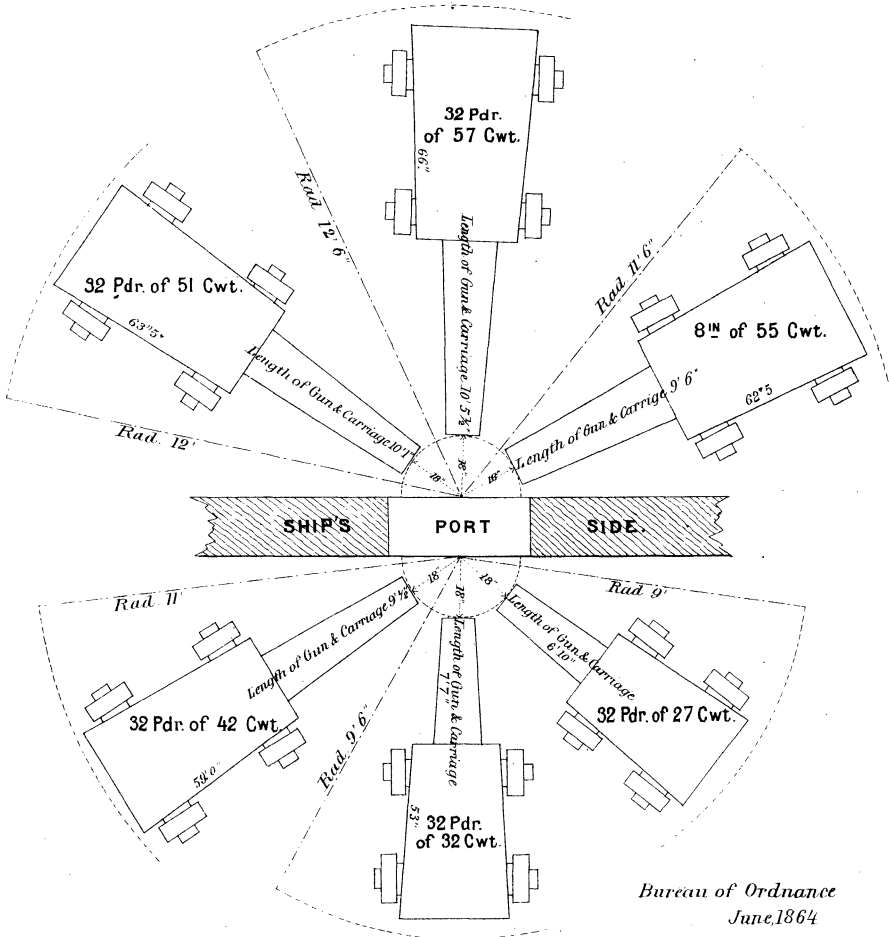 32 Pdr.
of 57 Cwt.
66"
Length of Gun & Carriage 10' 5¾"
18"
Rad. 12' 6"
32 Pdr. of 51 Cwt.
63"5
Length of Gun & Carriage 10' 1"
18"
Rad. 12'
Rad 11' 6"
8IN of 55 Cwt.
62"5
Length of Gun & Carrige 9' 6"
18"
SHIP'S PORT SIDE.
Rad 11'
32 Pdr. of 42 Cwt.
59"0
Length of Gun & Carriage 9' ½"
18"
Rad 9' 6"
32 Pdr.
of 32 Cwt.
53"
Length of Gun & Carriage
7' 7"
18"
Rad 9'
32 Pdr. of 27 Cwt.
Length of Gun & Carriage
6' 10"
18"
Bureau of Ordnance
June, 1864